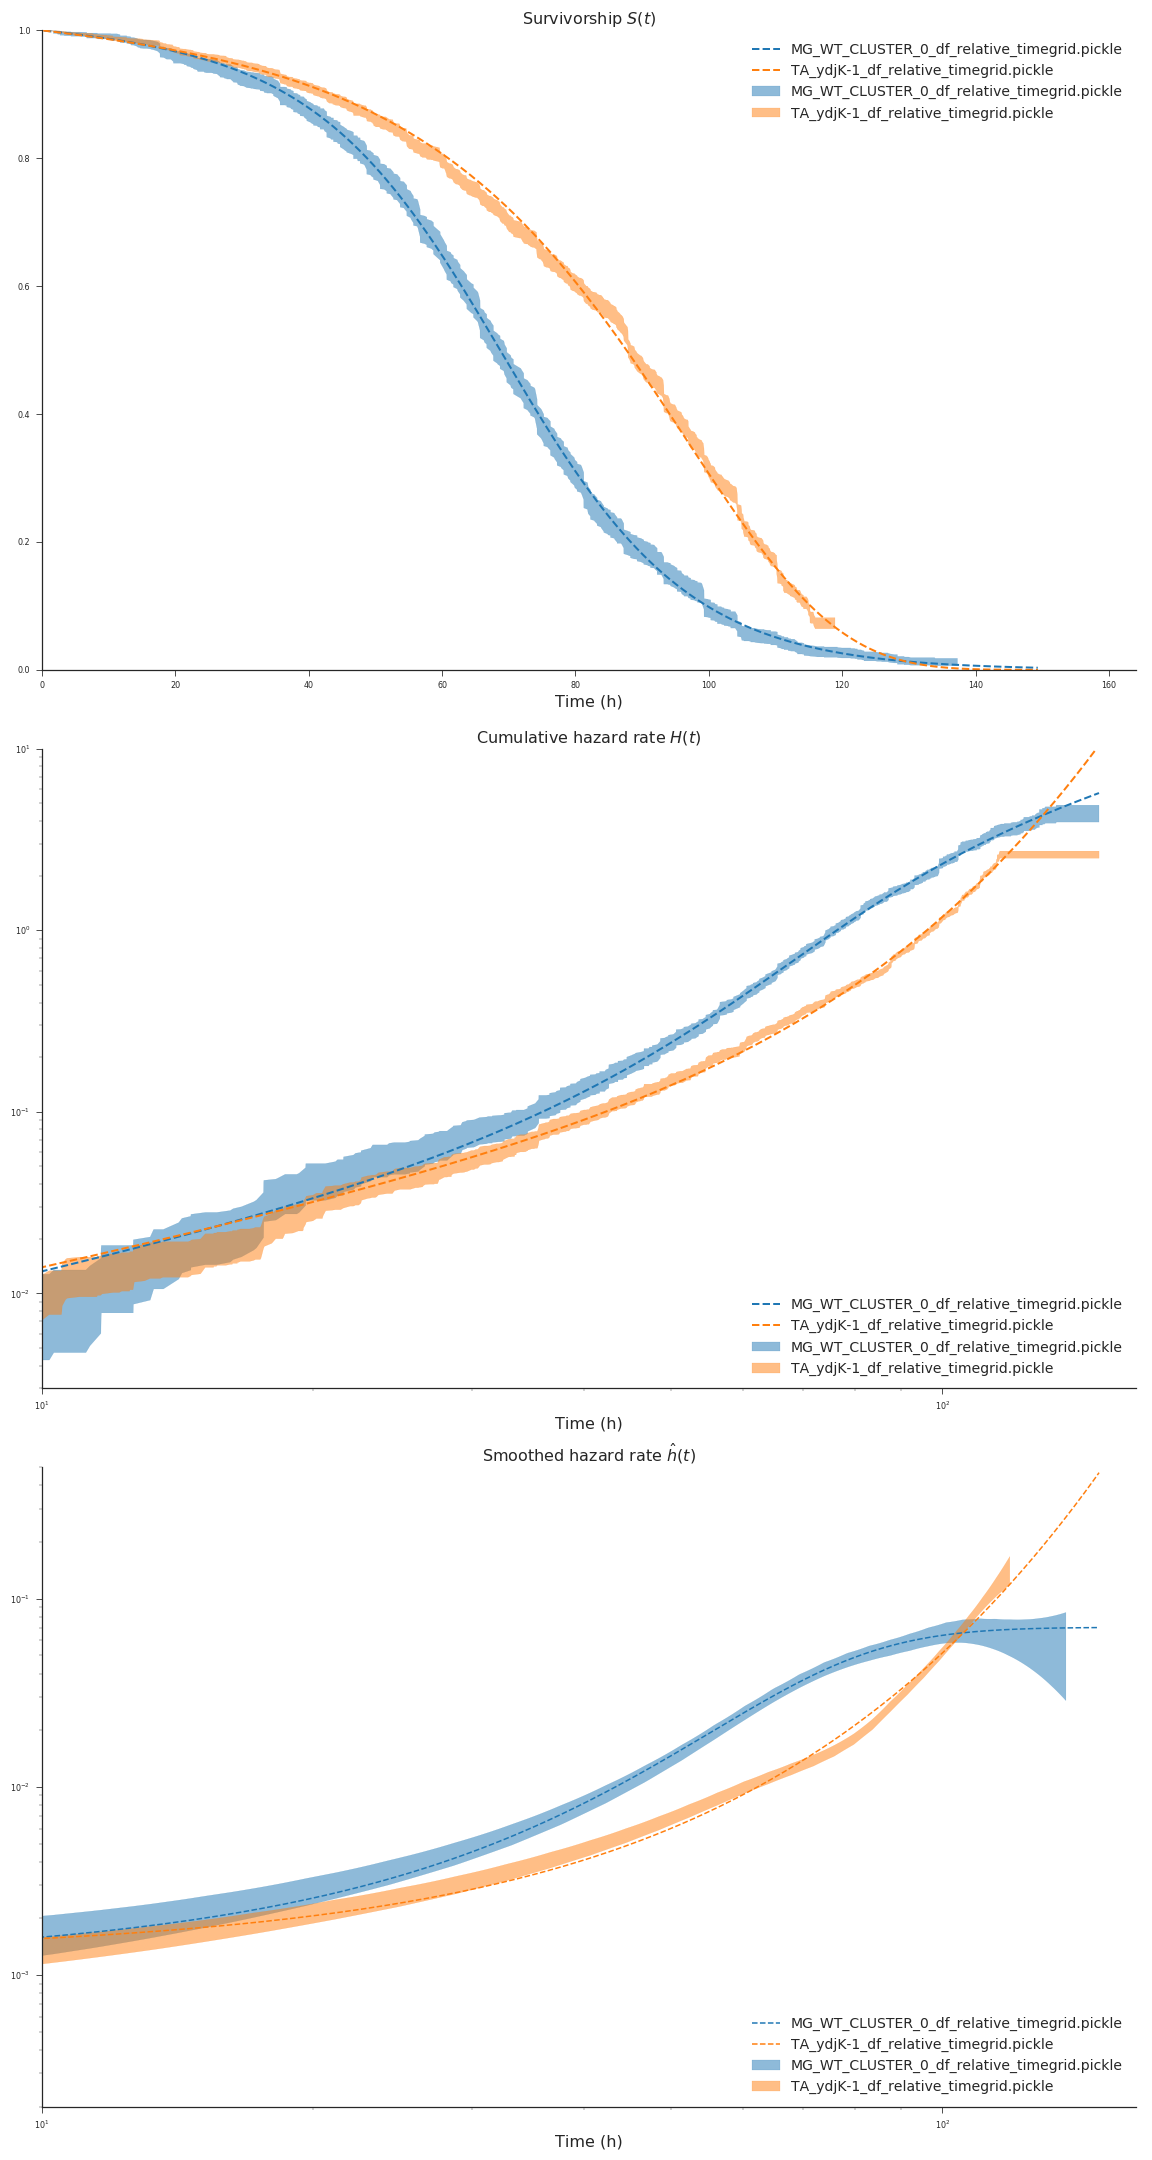 Survivorship S(t)
1.0
0.8
0.6
0.4
0.2
0.0
MG_WT_CLUSTER_0_df_relative_timegrid.pickle
TA_ydjK-1_df_relative_timegrid.pickle
MG_WT_CLUSTER_0_df_relative_timegrid.pickle
TA_ydjK-1_df_relative_timegrid.pickle
0 20 40 60 80 100 120 140 160
Time (h)
Cumulative hazard rate H(t)
10¹
10⁰
10⁻¹
10⁻²
MG_WT_CLUSTER_0_df_relative_timegrid.pickle
TA_ydjK-1_df_relative_timegrid.pickle
MG_WT_CLUSTER_0_df_relative_timegrid.pickle
TA_ydjK-1_df_relative_timegrid.pickle
10¹ 10²
Time (h)
Smoothed hazard rate ĥ(t)
10⁻¹
10⁻²
10⁻³
MG_WT_CLUSTER_0_df_relative_timegrid.pickle
TA_ydjK-1_df_relative_timegrid.pickle
MG_WT_CLUSTER_0_df_relative_timegrid.pickle
TA_ydjK-1_df_relative_timegrid.pickle
10¹ 10²
Time (h)